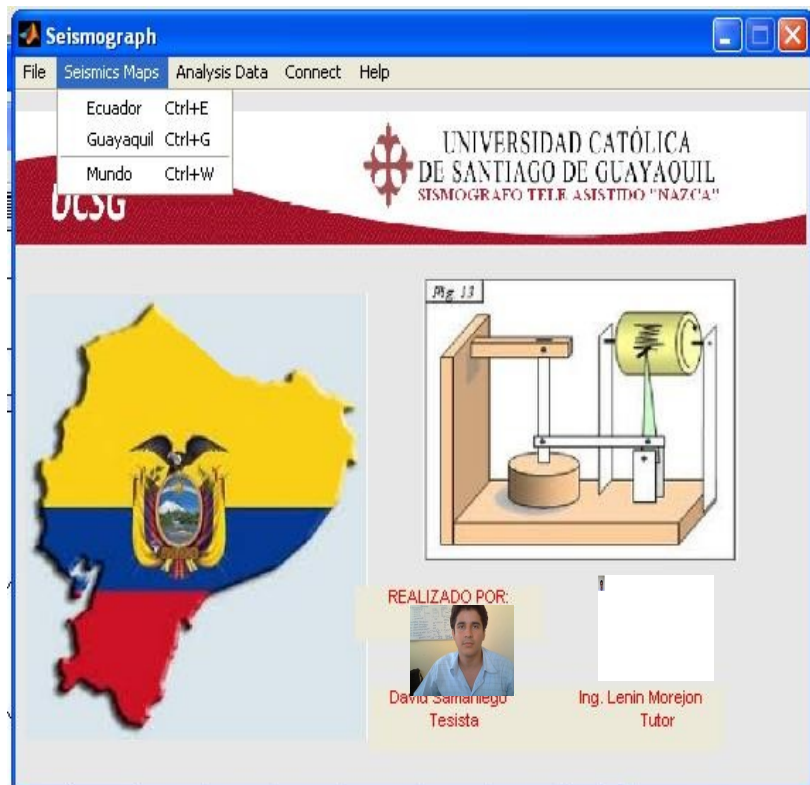 Seismograph
File Seismics Maps Analysis Data Connect Help
Ecuador Ctrl+E
Guayaquil Ctrl+G
Mundo Ctrl+W
UCSG
UNIVERSIDAD CATÓLICA
DE SANTIAGO DE GUAYAQUIL
SISMOGRAFO TELE ASISTIDO "NAZCA"
Fig. 13
REALIZADO POR:
David Samaniego
Tesista
Ing. Lenin Morejon
Tutor